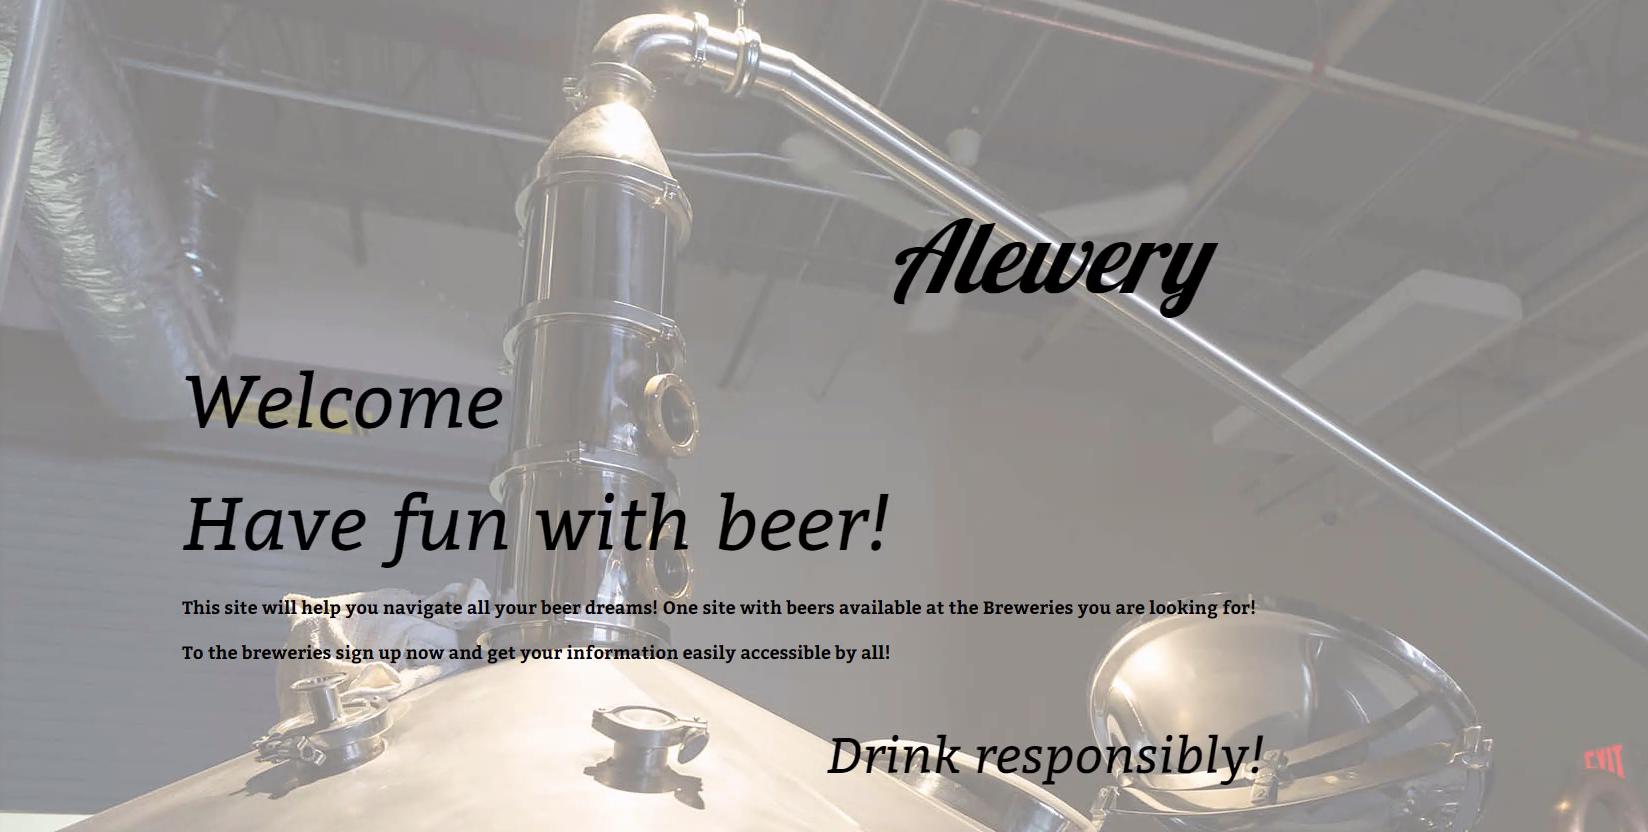 Alewery
Welcome
Have fun with beer!
This site will help you navigate all your beer dreams! One site with beers available at the Breweries you are looking for!
To the breweries sign up now and get your information easily accessible by all!
Drink responsibly!
EXIT